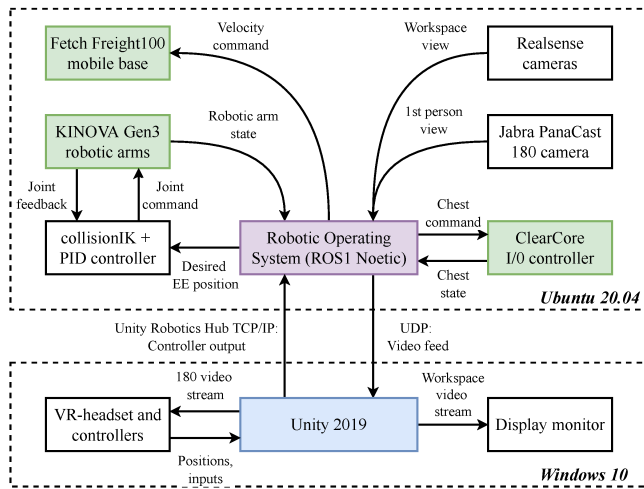 Fetch Freight100
mobile base
Velocity
command
Workspace
view
Realsense
cameras
KINOVA Gen3
robotic arms
Robotic arm
state
1st person
view
Jabra PanaCast
180 camera
Joint
feedback
Joint
command
collisionIK +
PID controller
Desired
EE position
Robotic Operating
System (ROS1 Noetic)
Chest
command
Chest
state
ClearCore
I/0 controller
Ubuntu 20.04
Unity Robotics Hub TCP/IP:
Controller output
UDP:
Video feed
VR-headset and
controllers
180 video
stream
Positions,
inputs
Unity 2019
Workspace
video
stream
Display monitor
Windows 10